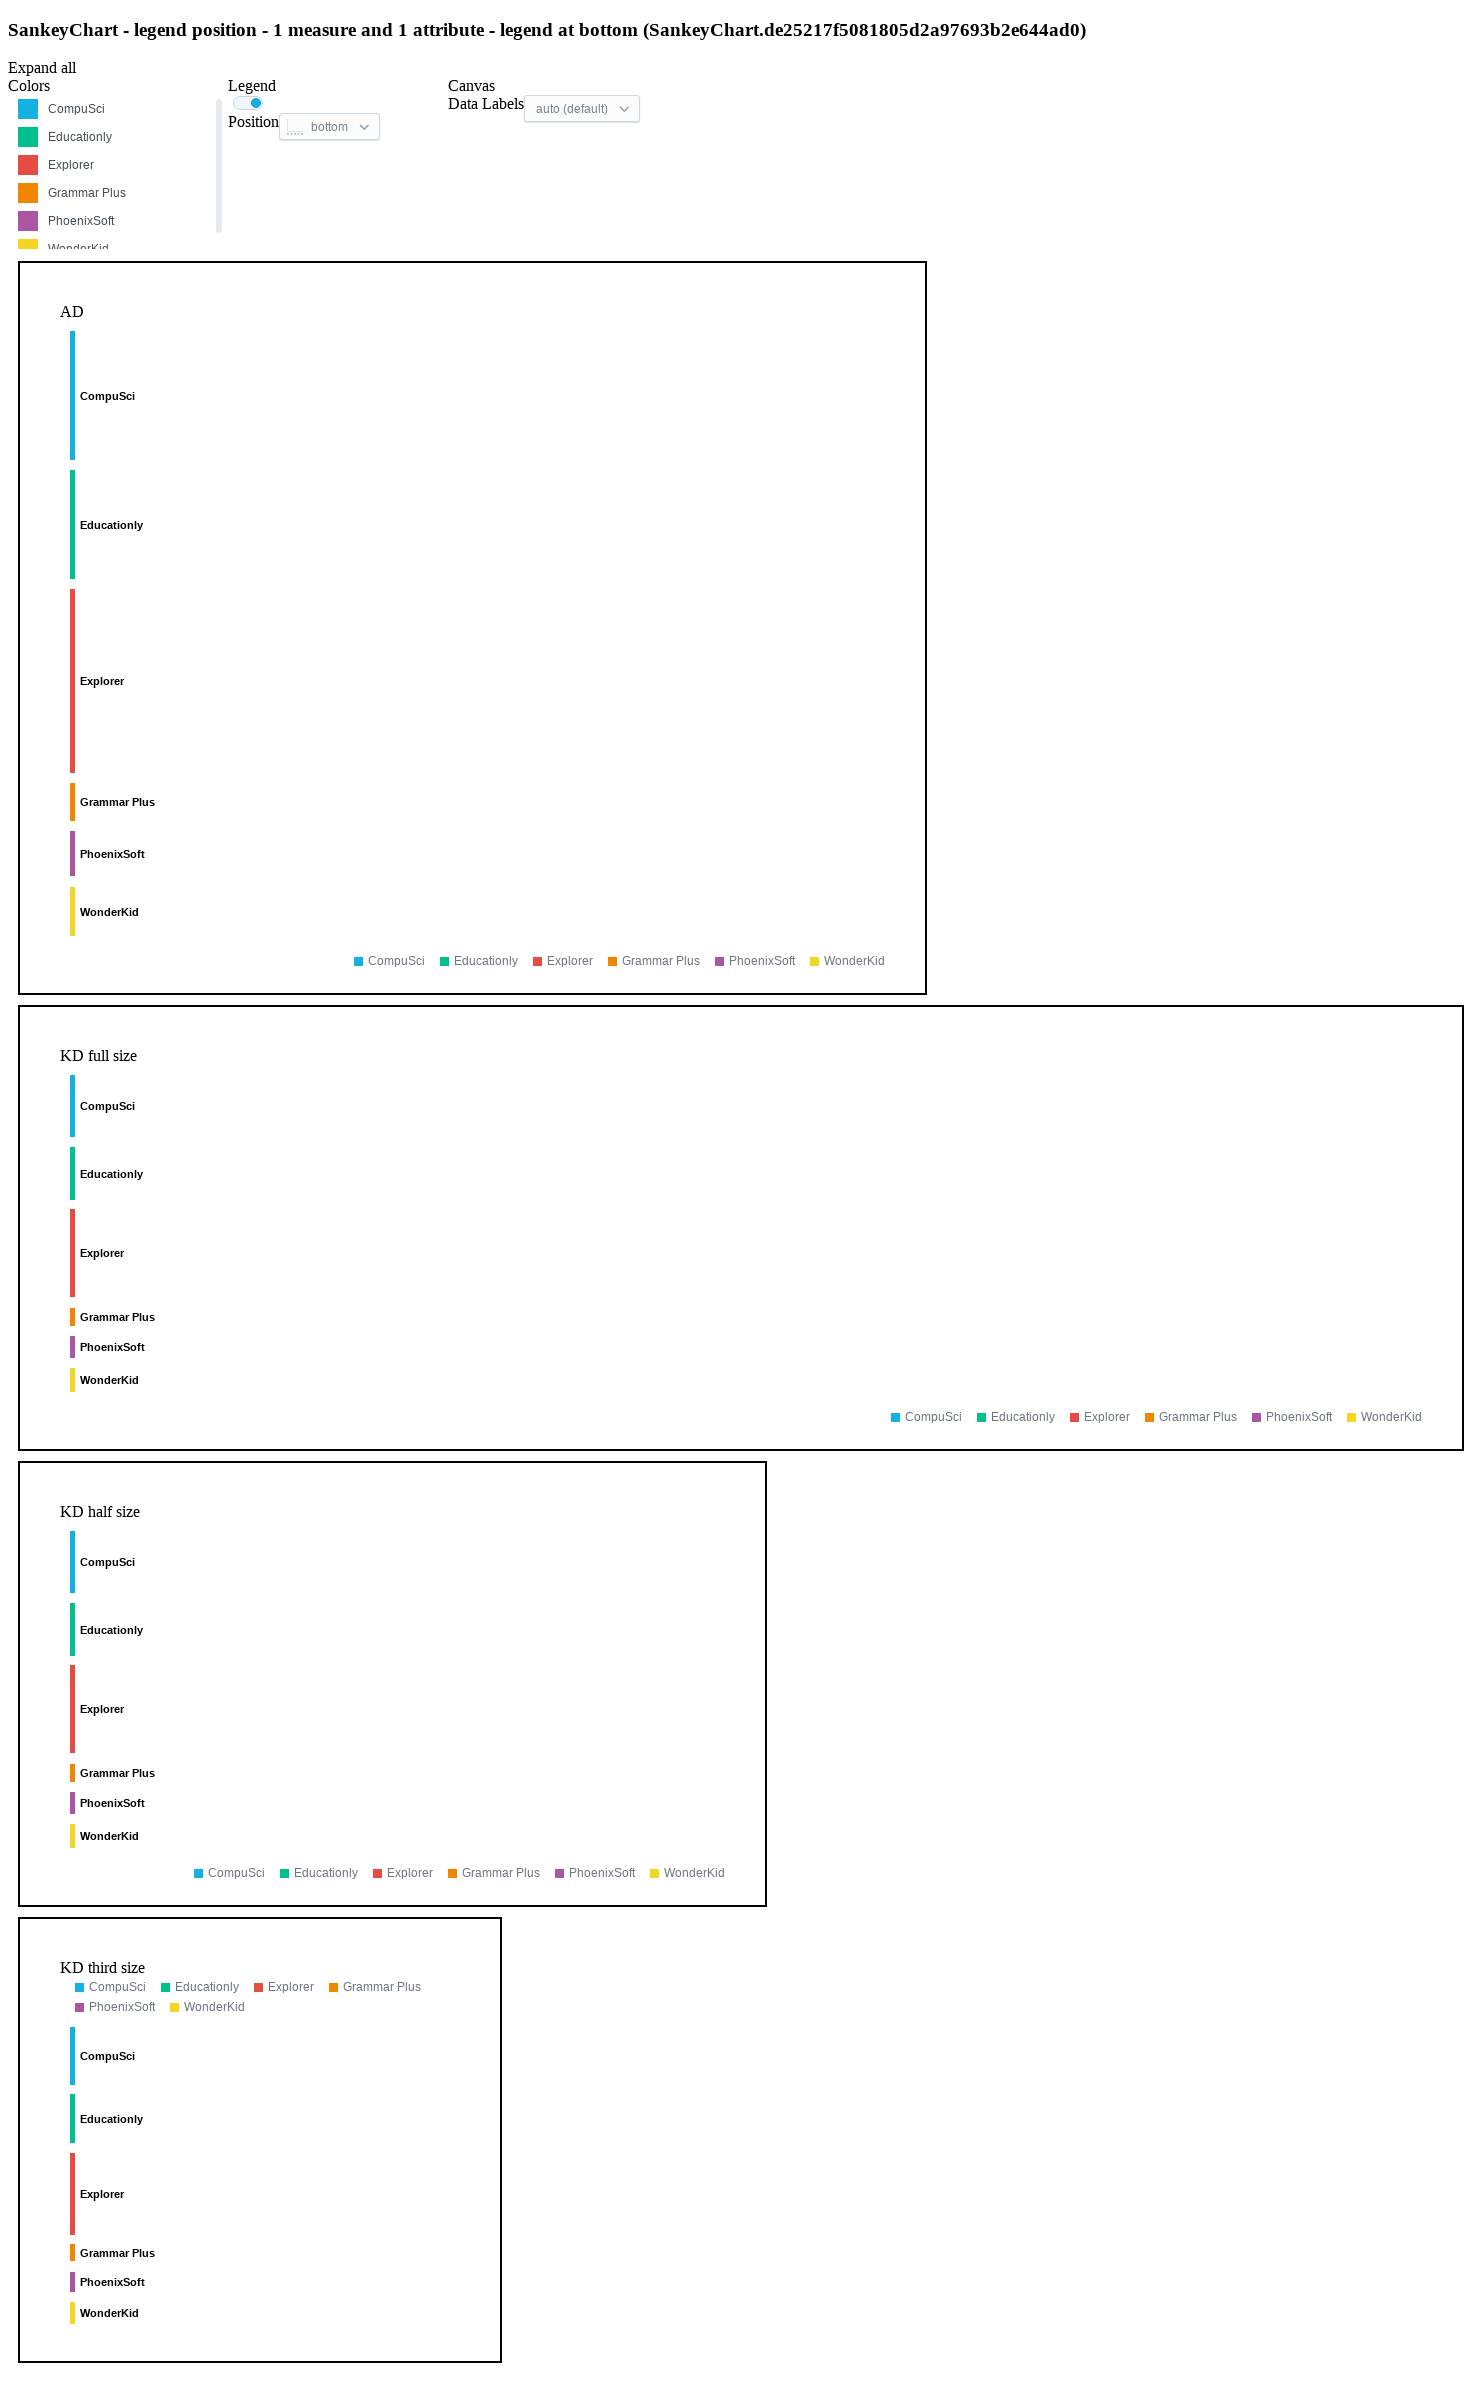 SankeyChart - legend position - 1 measure and 1 attribute - legend at bottom (SankeyChart.de25217f5081805d2a97693b2e644ad0)
Expand all
Colors
CompuSci
Educationly
Explorer
Grammar Plus
PhoenixSoft
WonderKid
Legend
Position bottom
Canvas
Data Labels auto (default)
AD
CompuSci
Educationly
Explorer
Grammar Plus
PhoenixSoft
WonderKid
CompuSci Educationly Explorer Grammar Plus PhoenixSoft WonderKid
KD full size
CompuSci
Educationly
Explorer
Grammar Plus
PhoenixSoft
WonderKid
CompuSci Educationly Explorer Grammar Plus PhoenixSoft WonderKid
KD half size
CompuSci
Educationly
Explorer
Grammar Plus
PhoenixSoft
WonderKid
CompuSci Educationly Explorer Grammar Plus PhoenixSoft WonderKid
KD third size
CompuSci Educationly Explorer Grammar Plus
PhoenixSoft WonderKid
CompuSci
Educationly
Explorer
Grammar Plus
PhoenixSoft
WonderKid